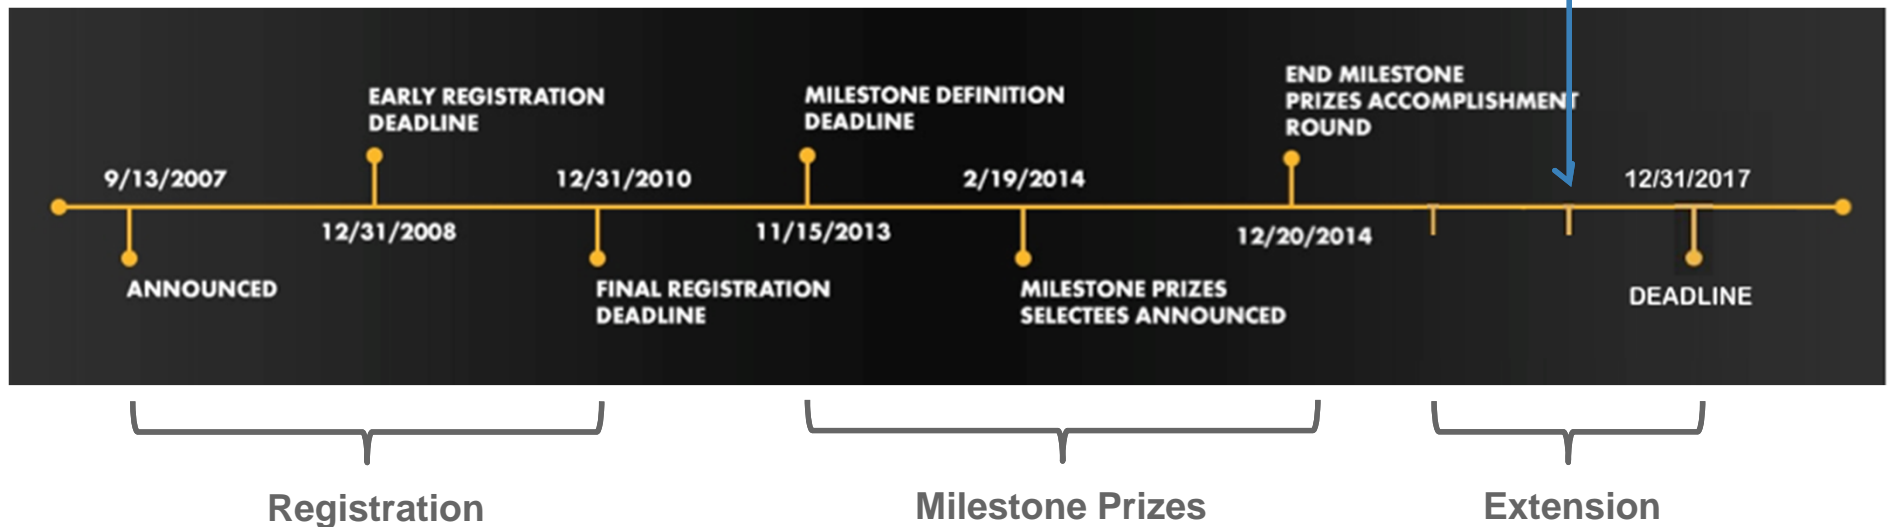 END MILESTONE
PRIZES ACCOMPLISHMENT
ROUND
EARLY REGISTRATION
DEADLINE
MILESTONE DEFINITION
DEADLINE
9/13/2007
12/31/2010
2/19/2014
12/31/2017
12/31/2008
11/15/2013
12/20/2014
ANNOUNCED
FINAL REGISTRATION
DEADLINE
MILESTONE PRIZES
SELECTEES ANNOUNCED
DEADLINE
Registration
Milestone Prizes
Extension